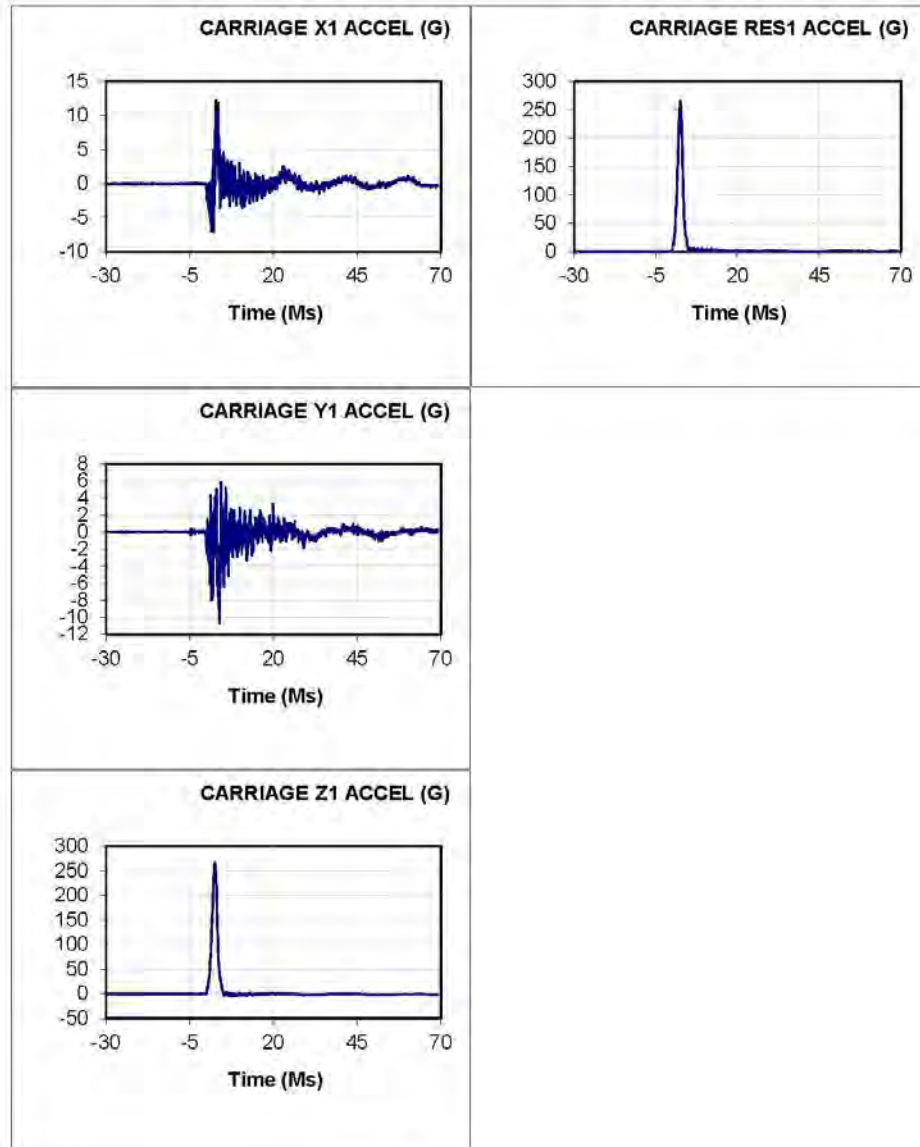 CARRIAGE X1 ACCEL (G)
15
10
5
0
-5
-10
-30 -5 20 45 70
Time (Ms)
CARRIAGE RES1 ACCEL (G)
300
250
200
150
100
50
0
-30 -5 20 45 70
Time (Ms)
CARRIAGE Y1 ACCEL (G)
8
6
4
2
0
-2
-4
-6
-8
-10
-12
-30 -5 20 45 70
Time (Ms)
CARRIAGE Z1 ACCEL (G)
300
250
200
150
100
50
0
-50
-30 -5 20 45 70
Time (Ms)